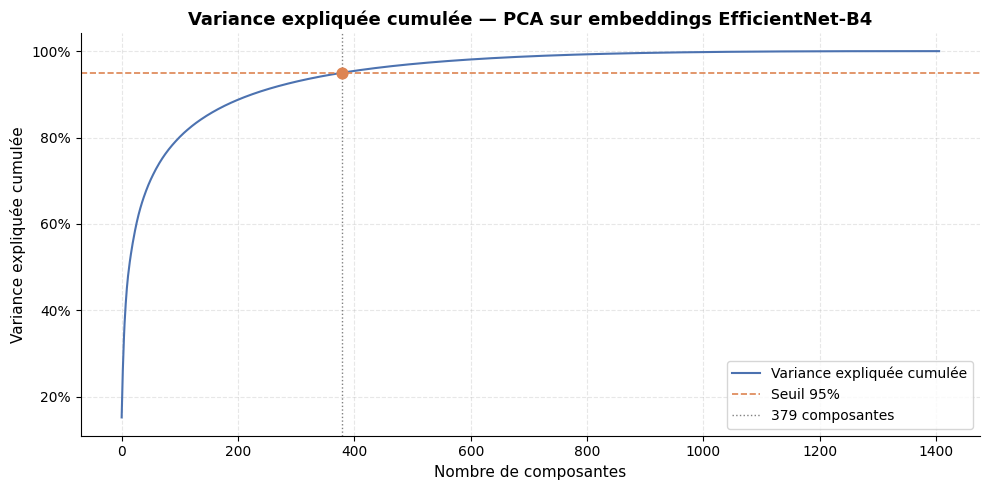 Variance expliquée cumulée — PCA sur embeddings EfficientNet-B4
Variance expliquée cumulée
100%
80%
60%
40%
20%
0 200 400 600 800 1000 1200 1400
Nombre de composantes
Variance expliquée cumulée
Seuil 95%
379 composantes